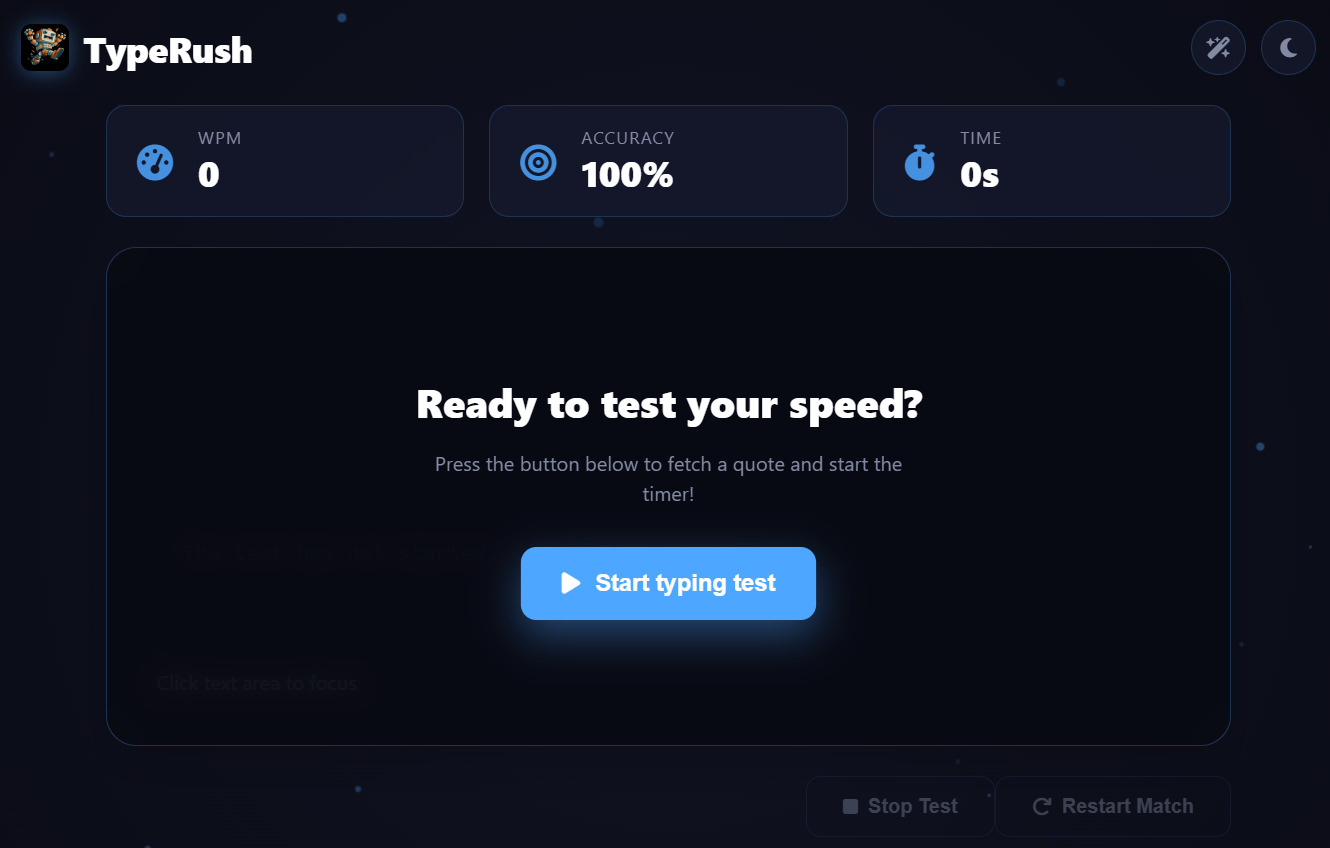 TypeRush
WPM
0
ACCURACY
100%
TIME
0s
Ready to test your speed?
Press the button below to fetch a quote and start the
timer!
Start typing test
Click text area to focus
Stop Test
Restart Match